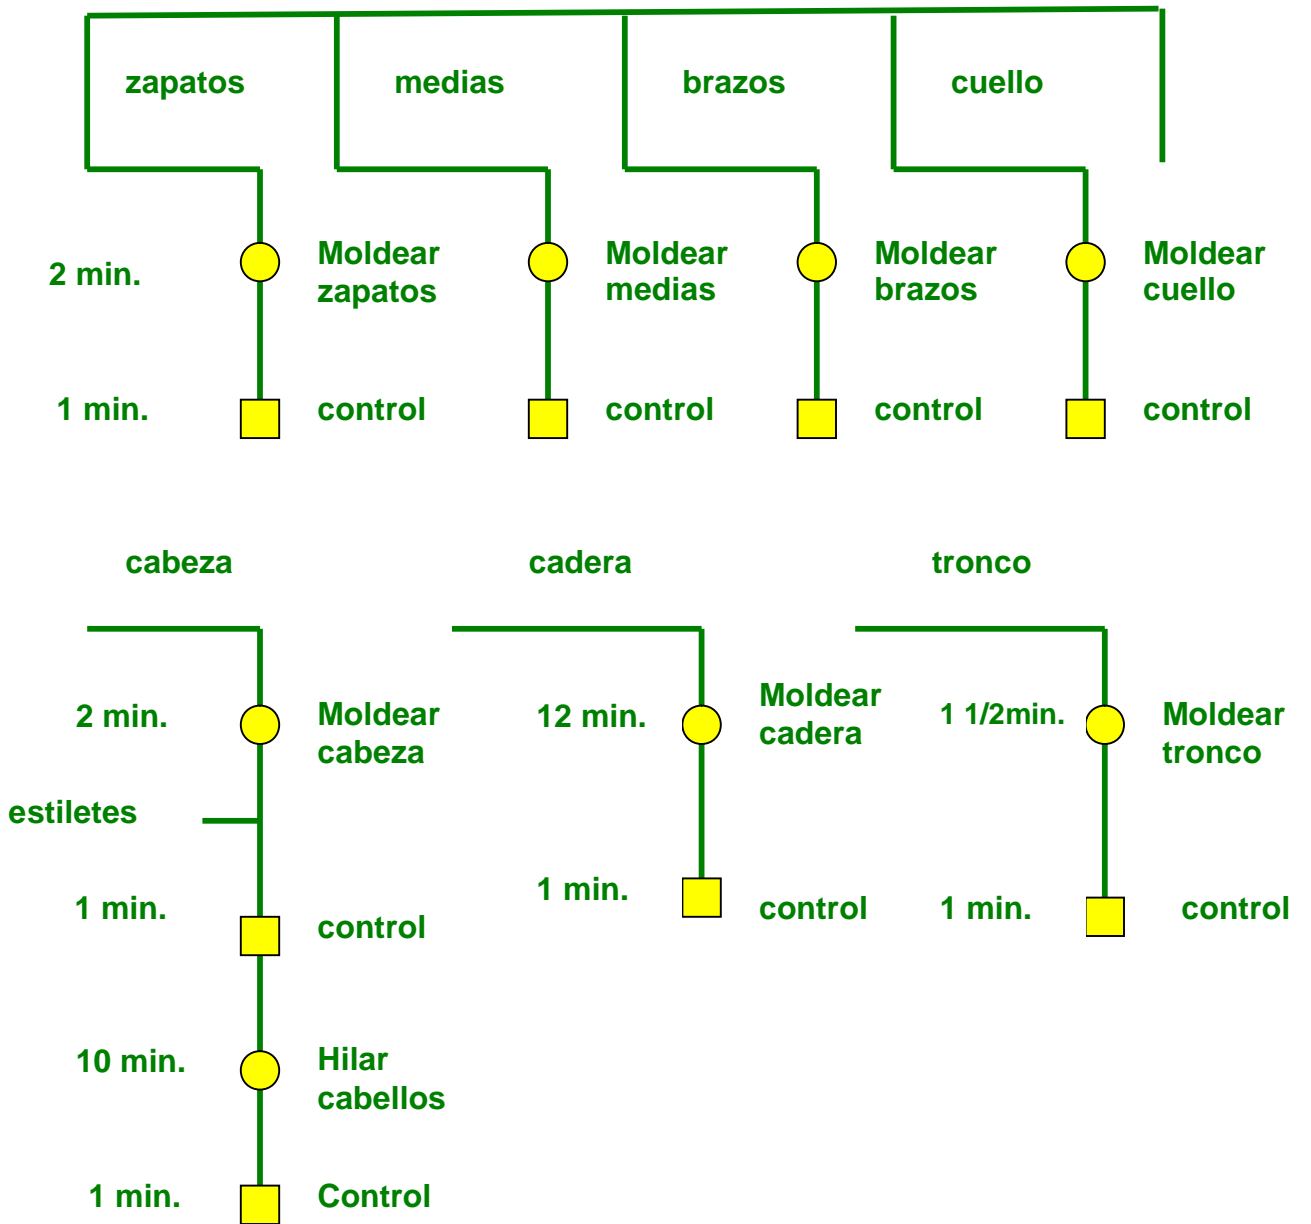 zapatos medias brazos cuello
2 min. Moldear Moldear Moldear Moldear
zapatos medias brazos cuello
1 min. control control control control
cabeza cadera tronco
2 min. Moldear 12 min. Moldear 1 1/2min. Moldear
cabeza cadera tronco
estiletes
1 min. control 1 min. control 1 min. control
10 min. Hilar
cabellos
1 min. Control